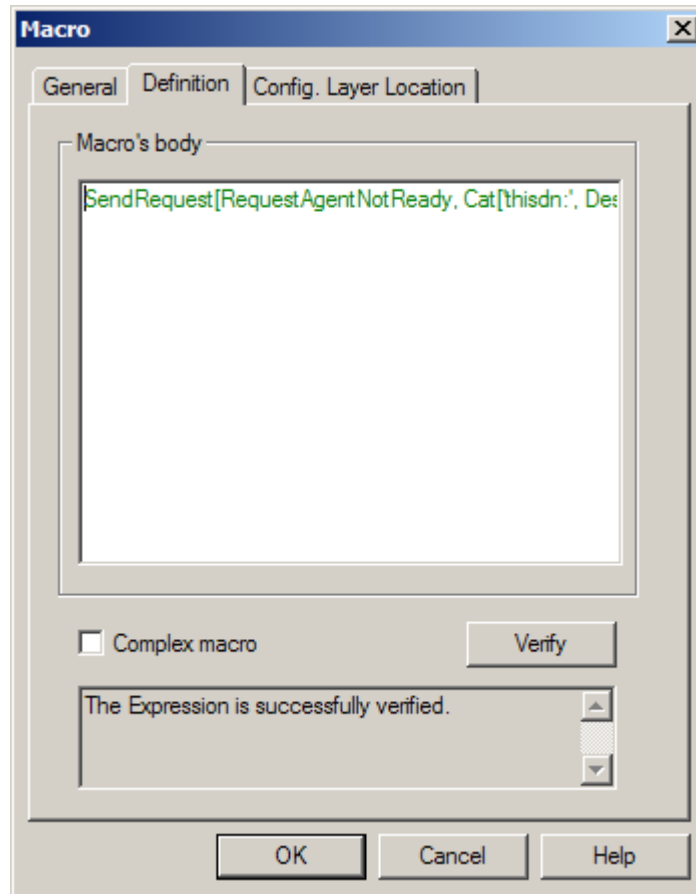 Macro
General Definition Config. Layer Location
Macro's body
SendRequest[RequestAgentNotReady, Cat['thisdn:', Des
Complex macro Verify
The Expression is successfully verified.
OK Cancel Help